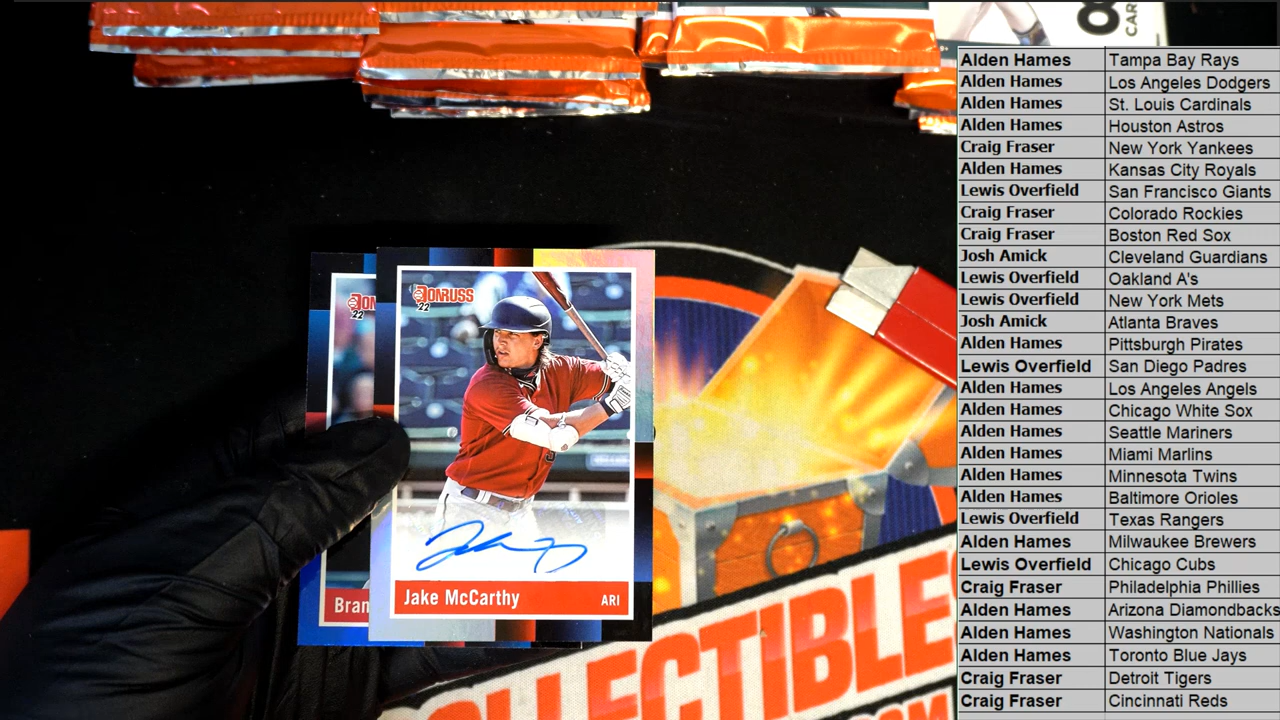 8
CAR
DONRUSS
22
DONRUSS
22
Jake McCarthy ARI
Bran
COLLECTIBLE
Alden Hames Tampa Bay Rays
Alden Hames Los Angeles Dodgers
Alden Hames St. Louis Cardinals
Alden Hames Houston Astros
Craig Fraser New York Yankees
Alden Hames Kansas City Royals
Lewis Overfield San Francisco Giants
Craig Fraser Colorado Rockies
Craig Fraser Boston Red Sox
Josh Amick Cleveland Guardians
Lewis Overfield Oakland A's
Lewis Overfield New York Mets
Josh Amick Atlanta Braves
Alden Hames Pittsburgh Pirates
Lewis Overfield San Diego Padres
Alden Hames Los Angeles Angels
Alden Hames Chicago White Sox
Alden Hames Seattle Mariners
Alden Hames Miami Marlins
Alden Hames Minnesota Twins
Alden Hames Baltimore Orioles
Lewis Overfield Texas Rangers
Alden Hames Milwaukee Brewers
Lewis Overfield Chicago Cubs
Craig Fraser Philadelphia Phillies
Alden Hames Arizona Diamondbacks
Alden Hames Washington Nationals
Alden Hames Toronto Blue Jays
Craig Fraser Detroit Tigers
Craig Fraser Cincinnati Reds